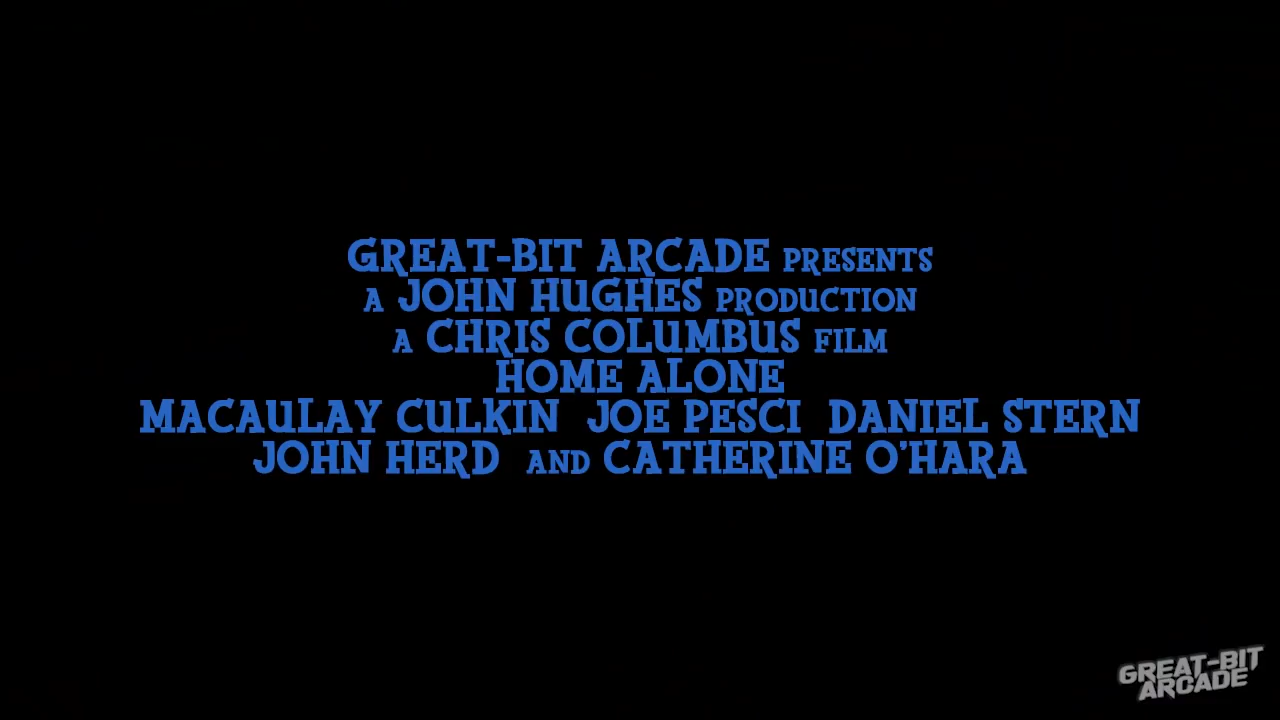 GREAT-BIT ARCADE PRESENTS
A JOHN HUGHES PRODUCTION
A CHRIS COLUMBUS FILM
HOME ALONE
MACAULAY CULKIN JOE PESCI DANIEL STERN
JOHN HERD AND CATHERINE O'HARA
GREAT-BIT
ARCADE